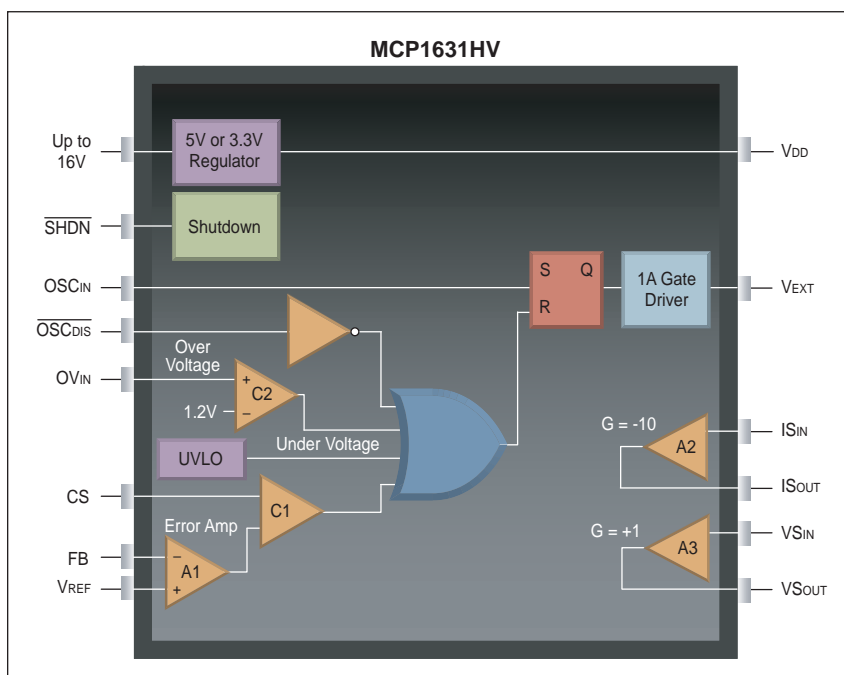 MCP1631HV
Up to
16V
5V or 3.3V
Regulator
VDD
SHDN
Shutdown
OSCIN
S Q
R
1A Gate
Driver
VEXT
OSCDIS
Over
Voltage
OVIN
+
C2
1.2V
−
G = -10
A2
ISIN
Under Voltage
UVLO
ISOUT
CS
C1
Error Amp
G = +1
VSIN
A3
FB
−
A1
VREF
+
VSOUT